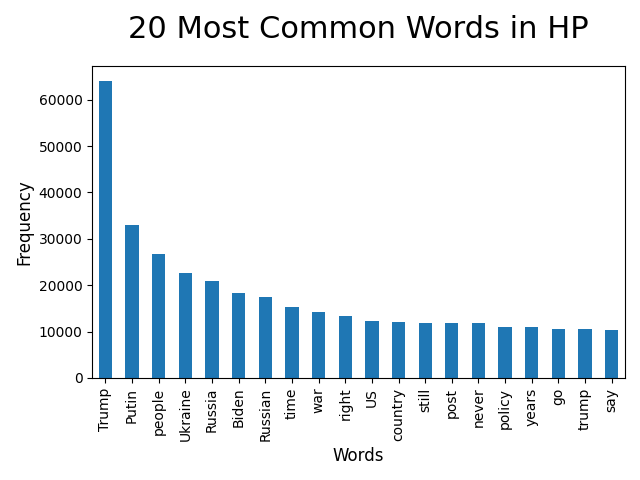 20 Most Common Words in HP
Frequency
60000
50000
40000
30000
20000
10000
0
Trump
Putin
people
Ukraine
Russia
Biden
Russian
time
war
right
US
country
still
post
never
policy
years
go
trump
say
Words